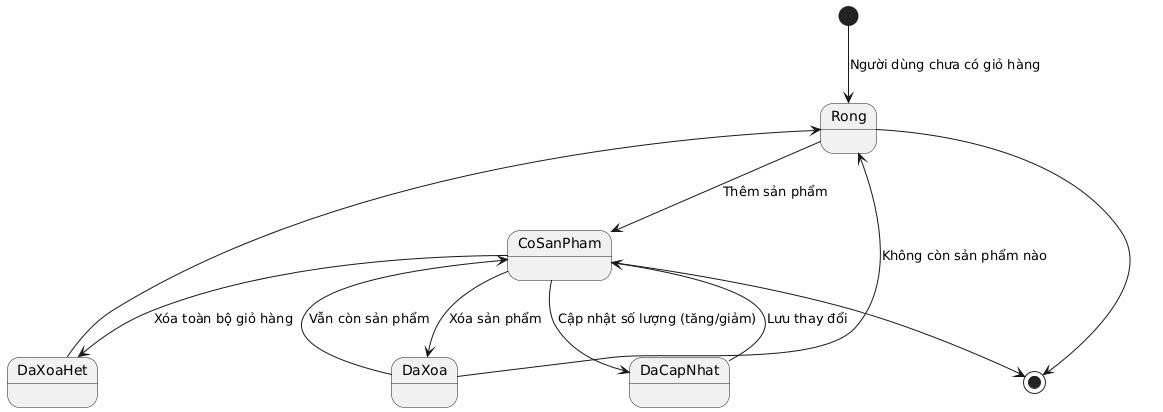 Người dùng chưa có giỏ hàng
Rong
Thêm sản phẩm
CoSanPham
Không còn sản phẩm nào
Xóa toàn bộ giỏ hàng
Vẫn còn sản phẩm
Xóa sản phẩm
Cập nhật số lượng (tăng/giảm)
Lưu thay đổi
DaXoaHet
DaXoa
DaCapNhat